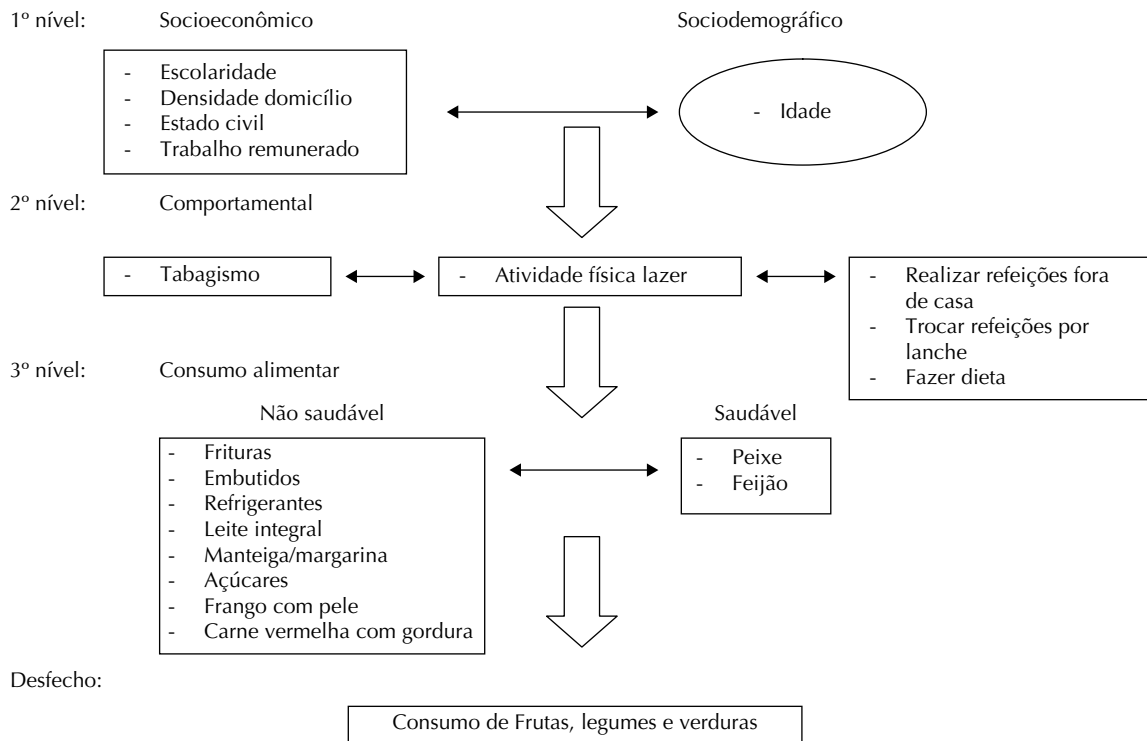 1º nível: Socioeconômico Sociodemográfico
- Escolaridade
- Densidade domicílio
- Estado civil
- Trabalho remunerado
- Idade
2º nível: Comportamental
- Tabagismo
- Atividade física lazer
- Realizar refeições fora
de casa
- Trocar refeições por
lanche
- Fazer dieta
3º nível: Consumo alimentar
Não saudável
- Frituras
- Embutidos
- Refrigerantes
- Leite integral
- Manteiga/margarina
- Açúcares
- Frango com pele
- Carne vermelha com gordura
Saudável
- Peixe
- Feijão
Desfecho:
Consumo de Frutas, legumes e verduras